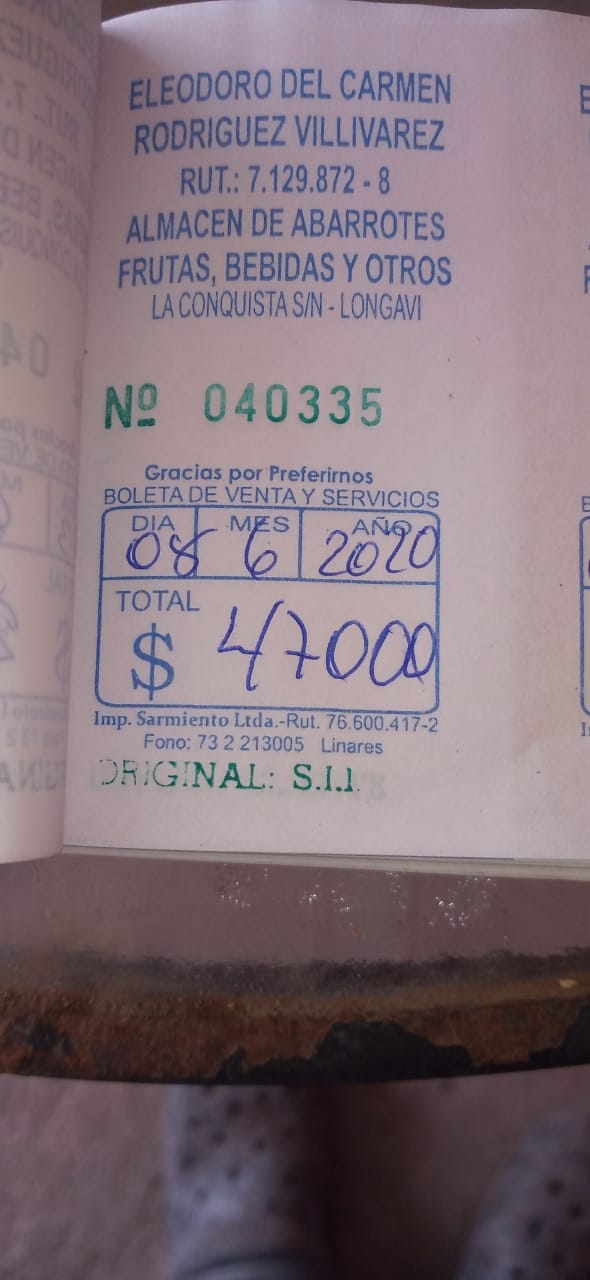 ELEODORO DEL CARMEN
RODRIGUEZ VILLIVAREZ
RUT.: 7.129.872 - 8
ALMACEN DE ABARROTES
FRUTAS, BEBIDAS Y OTROS
LA CONQUISTA S/N - LONGAVI
Nº 040335
Gracias por Preferirnos
BOLETA DE VENTA Y SERVICIOS
DIA MES AÑO
08 6 2020
TOTAL
$ 47000
Imp. Sarmiento Ltda.-Rut. 76.600.417-2
Fono: 73 2 213005 Linares
ORIGINAL: S.I.I.